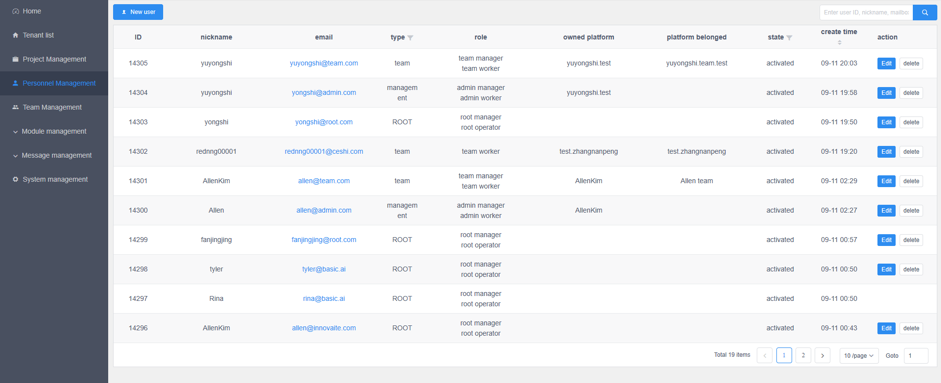 Home
Tenant list
Project Management
Personnel Management
Team Management
Module management
Message management
System management
New user
Enter user ID, nickname, mailbox
ID nickname email type role owned platform platform belonged state create time action
14305 yuyongshi yuyongshi@team.com team team manager team worker yuyongshi.test yuyongshi.team.test activated 09-11 20:03 Edit delete
14304 yuyongshi yongshi@admin.com managem ent admin manager admin worker yuyongshi.test activated 09-11 19:58 Edit delete
14303 yongshi yongshi@root.com ROOT root manager root operator activated 09-11 19:50 Edit delete
14302 rednng00001 rednng00001@ceshi.com team team worker test.zhangnanpeng test.zhangnanpeng activated 09-11 19:20 Edit delete
14301 AllenKim allen@team.com team team manager team worker AllenKim Allen team activated 09-11 02:29 Edit delete
14300 Allen allen@admin.com managem ent admin manager admin worker AllenKim activated 09-11 02:27 Edit delete
14299 fanjingjing fanjingjing@root.com ROOT root manager root operator activated 09-11 00:57 Edit delete
14298 tyler tyler@basic.ai ROOT root manager root operator activated 09-11 00:50 Edit delete
14297 Rina rina@basic.ai ROOT root manager root operator activated 09-11 00:50
14296 AllenKim allen@innovaite.com ROOT root manager root operator activated 09-11 00:43 Edit delete
Total 19 items 1 2 10 /page Goto 1